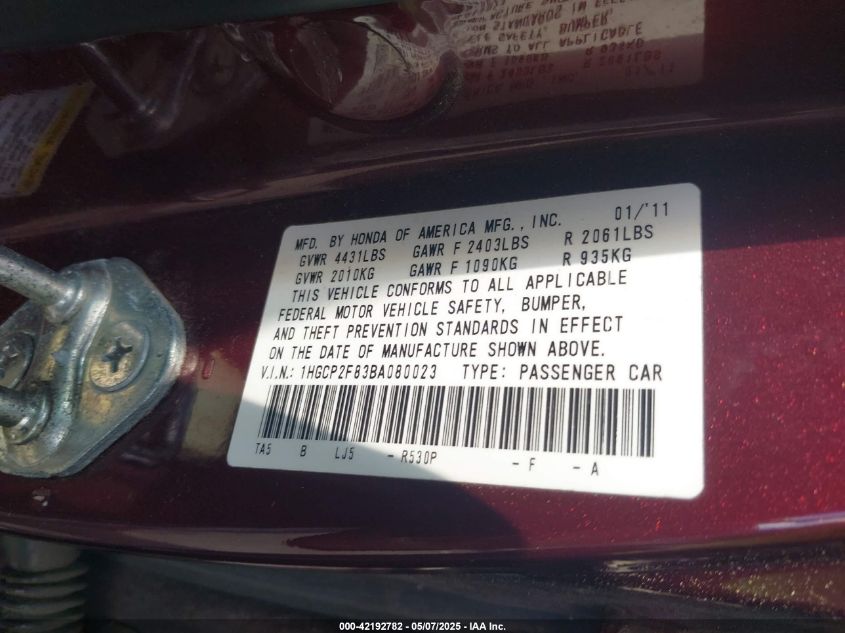 MFD. BY HONDA OF AMERICA MFG., INC. 01/'11
GVWR 4431LBS GAWR F 2403LBS R 2061LBS
GVWR 2010KG GAWR F 1090KG R 935KG
THIS VEHICLE CONFORMS TO ALL APPLICABLE
FEDERAL MOTOR VEHICLE SAFETY, BUMPER,
AND THEFT PREVENTION STANDARDS IN EFFECT
ON THE DATE OF MANUFACTURE SHOWN ABOVE.
V.I.N.: 1HGCP2F83BA080023 TYPE: PASSENGER CAR
TA5 B LJ5 - R530P - F - A
000-42192782 - 05/07/2025 - IAA Inc.